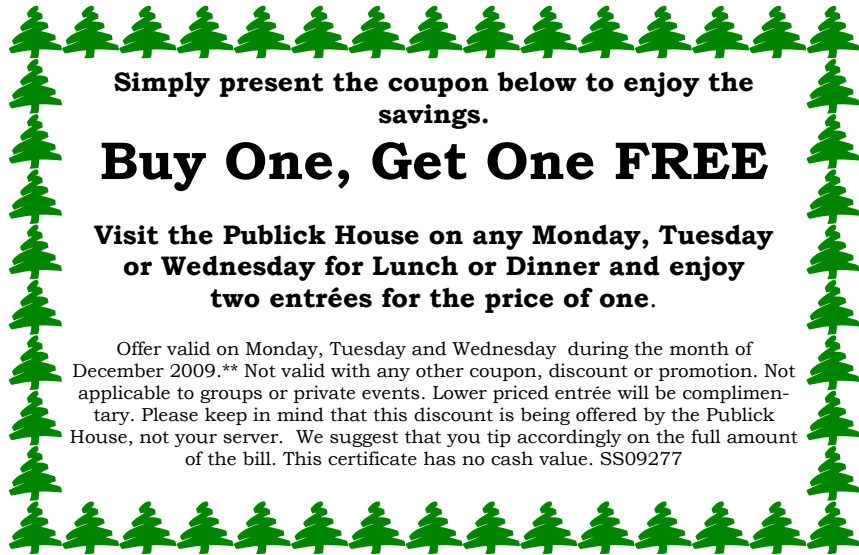 Simply present the coupon below to enjoy the
savings.
Buy One, Get One FREE
Visit the Publick House on any Monday, Tuesday
or Wednesday for Lunch or Dinner and enjoy
two entrées for the price of one.
Offer valid on Monday, Tuesday and Wednesday  during the month of
December 2009.** Not valid with any other coupon, discount or promotion. Not
applicable to groups or private events. Lower priced entrée will be complimen-
tary. Please keep in mind that this discount is being offered by the Publick
House, not your server.  We suggest that you tip accordingly on the full amount
of the bill. This certificate has no cash value. SS09277